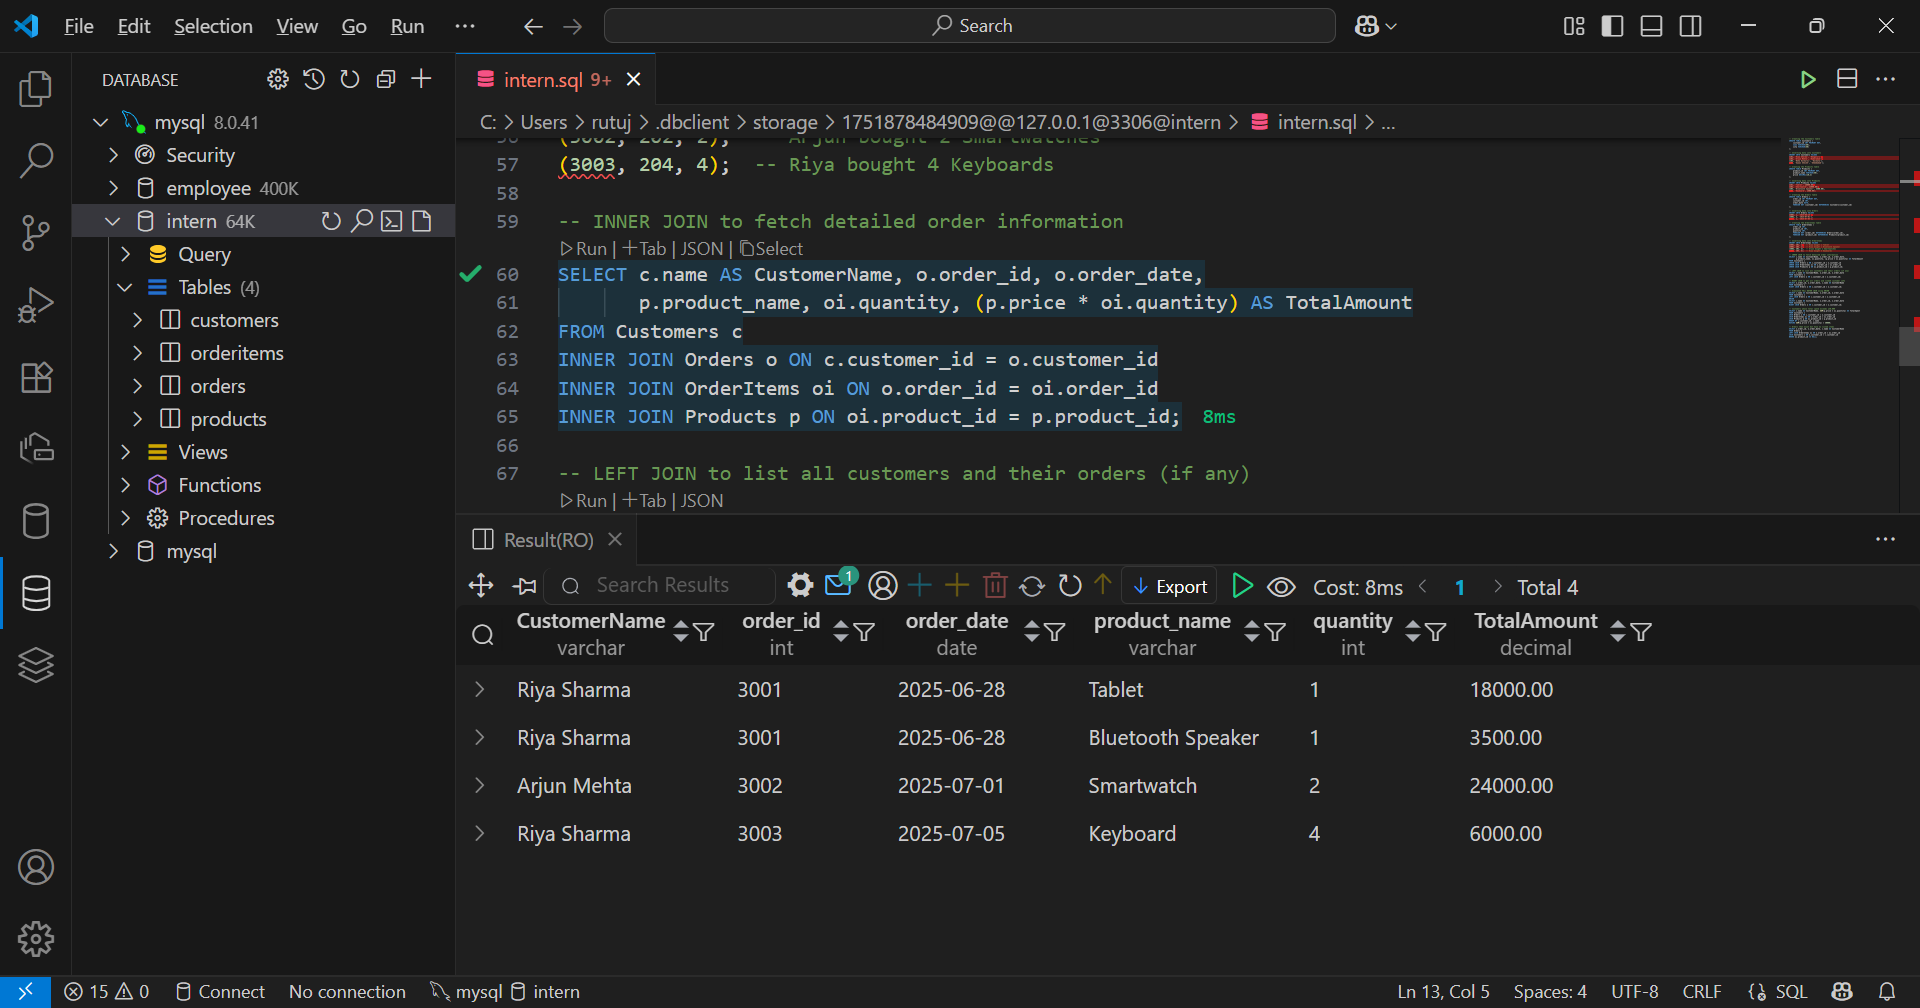 File Edit Selection View Go Run ··· Search
DATABASE
mysql 8.0.41
Security
employee 400K
intern 64K
Query
Tables (4)
customers
orderitems
orders
products
Views
Functions
Procedures
mysql
intern.sql 9+
C: > Users > rutuj > .dbclient > storage > 1751878484909@@127.0.0.1@3306@intern > intern.sql > ...
56 (3002, 202, 2); -- Arjun bought 2 Smartwatches
57 (3003, 204, 4); -- Riya bought 4 Keyboards
58
59 -- INNER JOIN to fetch detailed order information
Run | Tab | JSON | Select
60 SELECT c.name AS CustomerName, o.order_id, o.order_date,
61 p.product_name, oi.quantity, (p.price * oi.quantity) AS TotalAmount
62 FROM Customers c
63 INNER JOIN Orders o ON c.customer_id = o.customer_id
64 INNER JOIN OrderItems oi ON o.order_id = oi.order_id
65 INNER JOIN Products p ON oi.product_id = p.product_id; 8ms
66
67 -- LEFT JOIN to list all customers and their orders (if any)
Run | Tab | JSON
Result(RO)
Search Results 1 Export Cost: 8ms < 1 > Total 4
CustomerName order_id order_date product_name quantity TotalAmount
varchar int date varchar int decimal
Riya Sharma 3001 2025-06-28 Tablet 1 18000.00
Riya Sharma 3001 2025-06-28 Bluetooth Speaker 1 3500.00
Arjun Mehta 3002 2025-07-01 Smartwatch 2 24000.00
Riya Sharma 3003 2025-07-05 Keyboard 4 6000.00
15 0 Connect No connection mysql intern Ln 13, Col 5 Spaces: 4 UTF-8 CRLF SQL